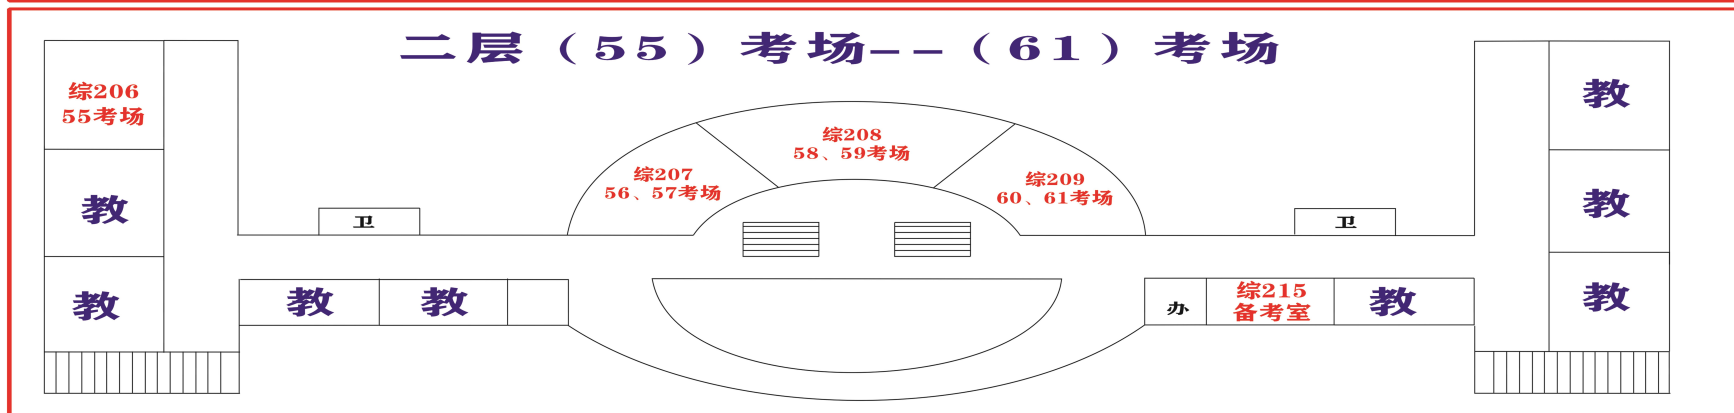 二层（55）考场--（61）考场
综206
55考场
教
教
卫
教
教
综207
56、57考场
综208
58、59考场
综209
60、61考场
卫
办
综215
备考室
教
教
教
教